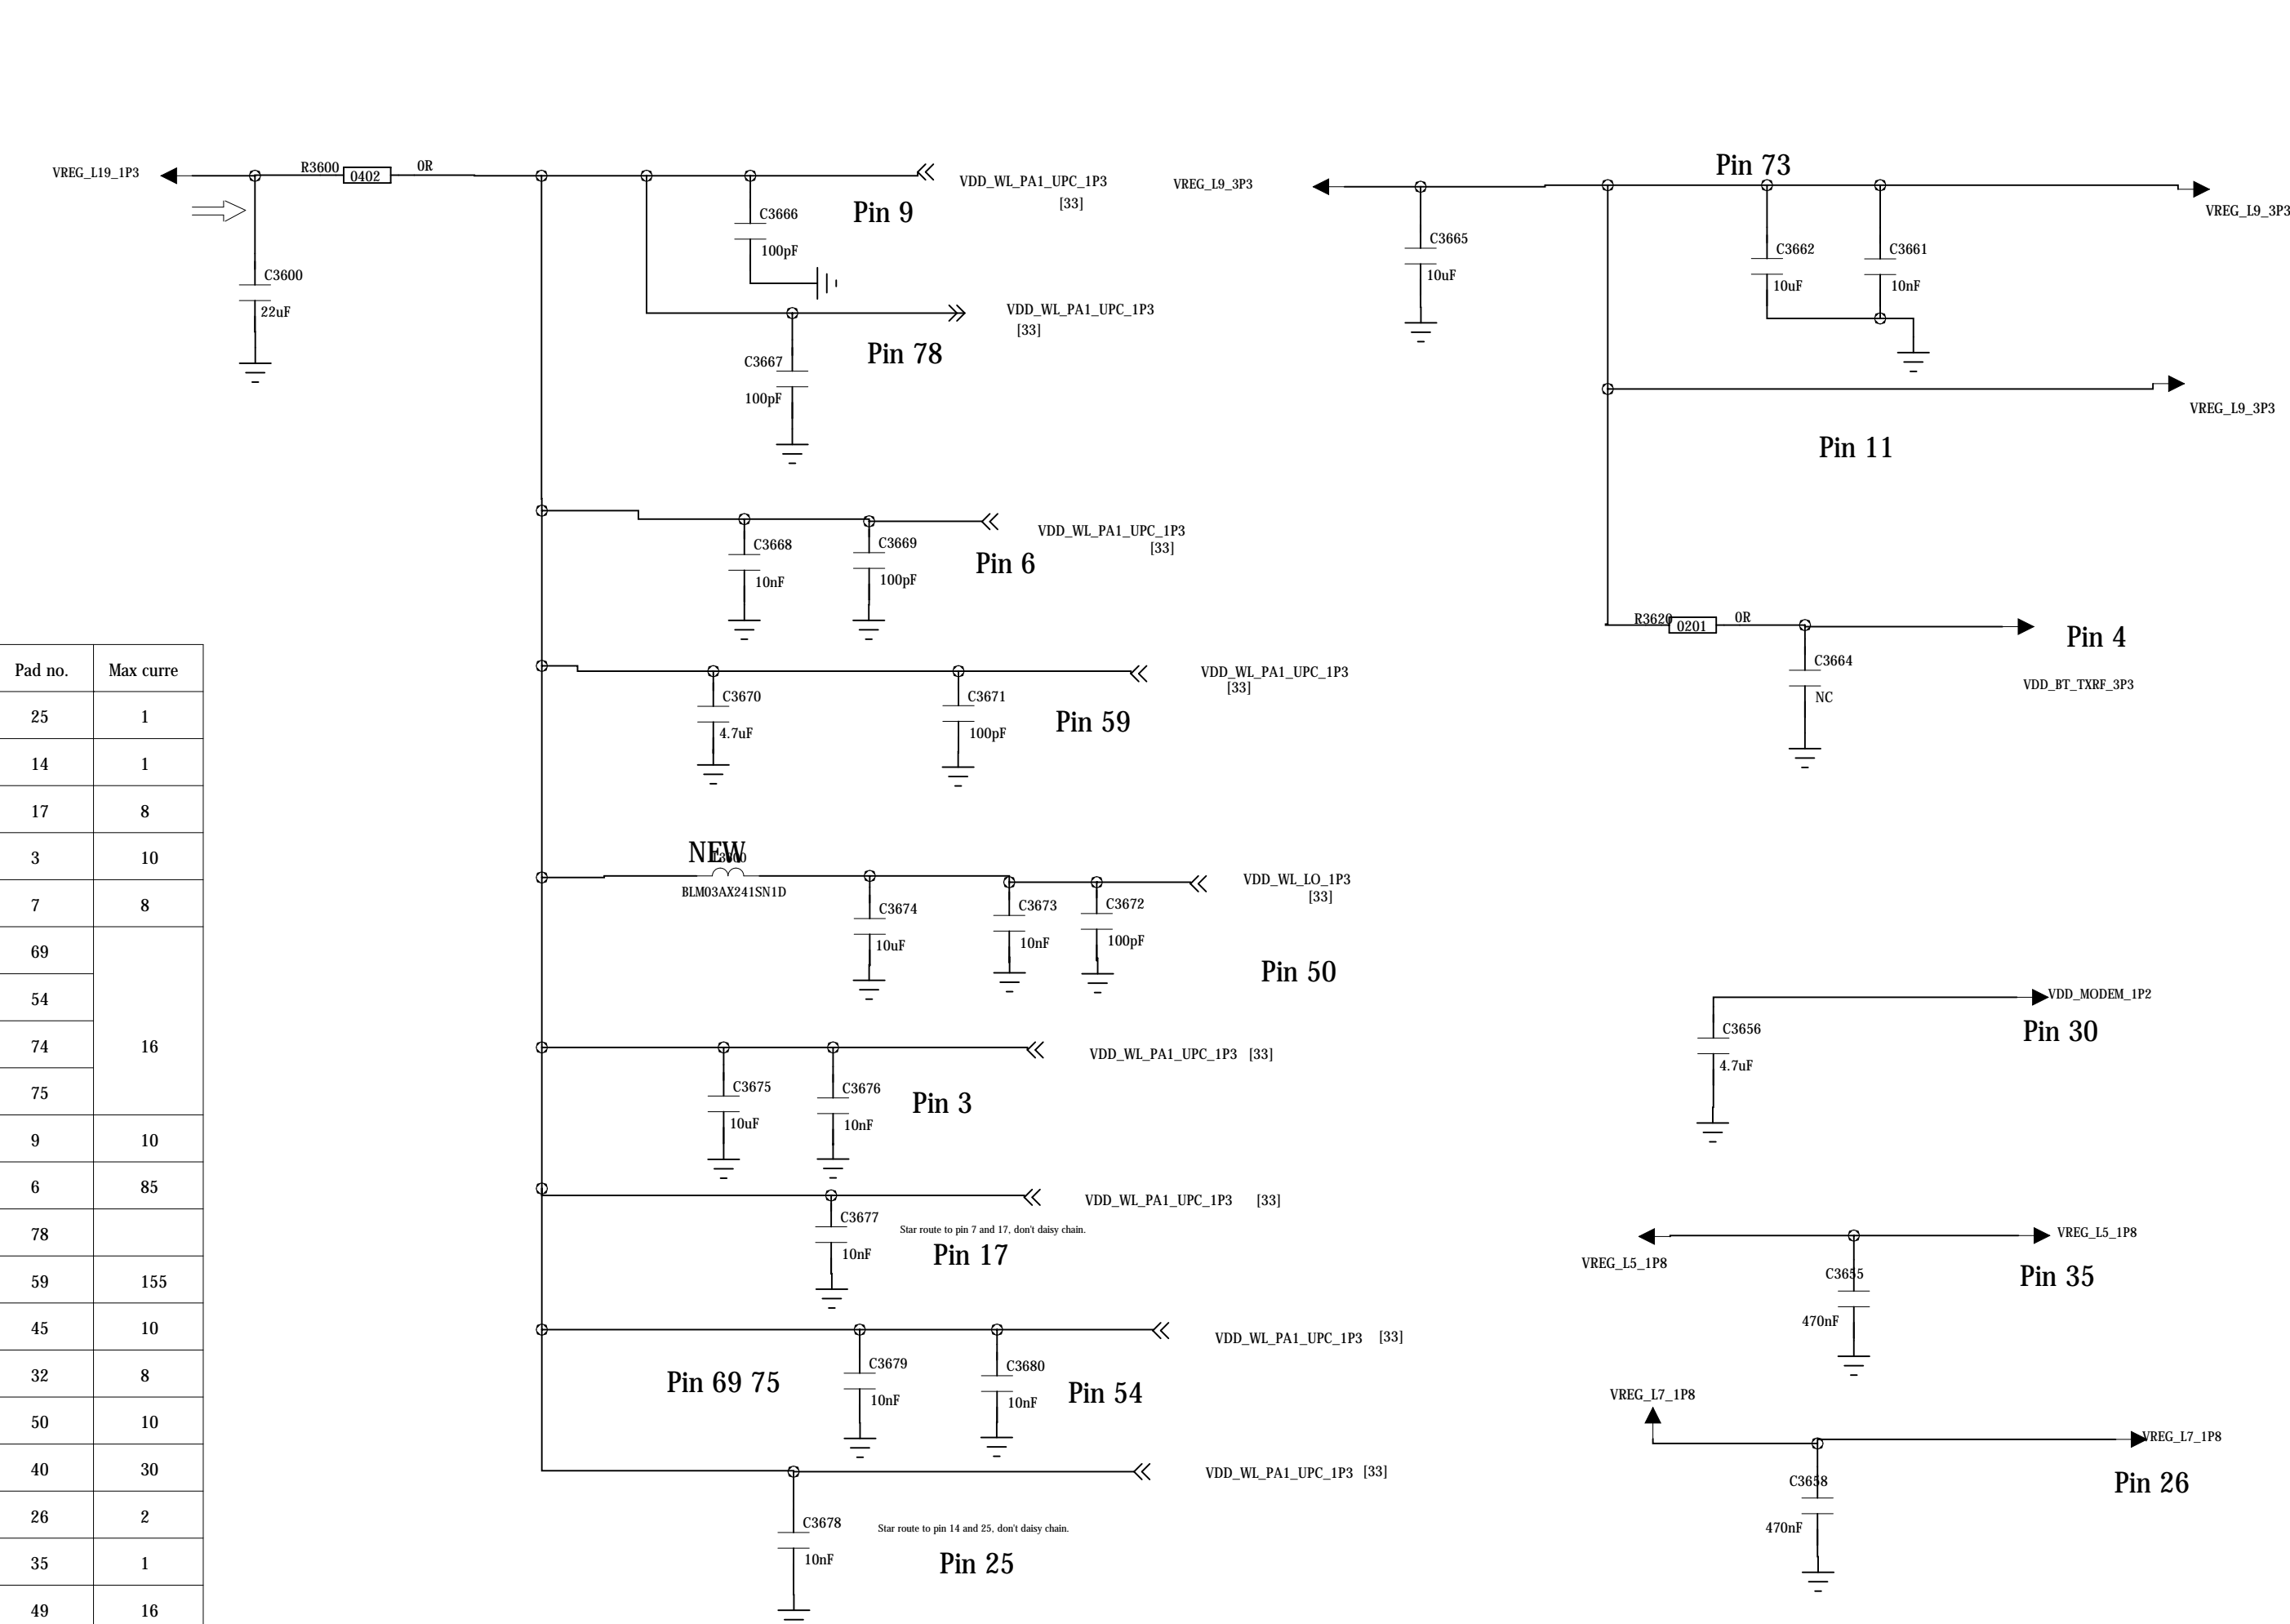 VREG_L19_1P3
R3600
0402
0R
C3600
22uF
C3666
100pF
Pin 9
VDD_WL_PA1_UPC_1P3
[33]
C3667
100pF
Pin 78
VDD_WL_PA1_UPC_1P3
[33]
C3668
10nF
C3669
100pF
Pin 6
VDD_WL_PA1_UPC_1P3
[33]
C3670
4.7uF
C3671
100pF
Pin 59
VDD_WL_PA1_UPC_1P3
[33]
NEW
BLM03AX241SN1D
C3674
10uF
C3673
10nF
C3672
100pF
VDD_WL_LO_1P3
[33]
Pin 50
C3675
10uF
C3676
10nF
Pin 3
VDD_WL_PA1_UPC_1P3 [33]
C3677
10nF
Star route to pin 7 and 17, don't daisy chain.
Pin 17
VDD_WL_PA1_UPC_1P3 [33]
Pin 69 75
C3679
10nF
C3680
10nF
Pin 54
VDD_WL_PA1_UPC_1P3 [33]
C3678
10nF
Star route to pin 14 and 25, don't daisy chain.
Pin 25
VDD_WL_PA1_UPC_1P3 [33]
VREG_L9_3P3
C3665
10uF
Pin 73
C3662
10uF
C3661
10nF
VREG_L9_3P3
VREG_L9_3P3
Pin 11
R3620
0201
0R
C3664
NC
Pin 4
VDD_BT_TXRF_3P3
VDD_MODEM_1P2
C3656
4.7uF
Pin 30
VREG_L5_1P8
VREG_L5_1P8
C3655
470nF
Pin 35
VREG_L7_1P8
VREG_L7_1P8
C3658
470nF
Pin 26
Pad no. Max curre
25 1
14 1
17 8
3 10
7 8
69
54
74 16
75
9 10
6 85
78
59 155
45 10
32 8
50 10
40 30
26 2
35 1
49 16